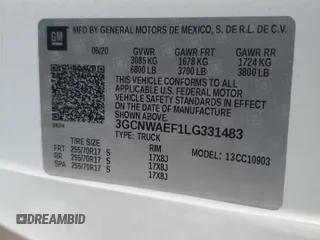 GM
MFD BY GENERAL MOTORS DE MEXICO, S. DE R.L. DE C.V.
06/20 GVWR GAWR FRT GAWR RR
3085 KG 1678 KG 1724 KG
6800 LB 3700 LB 3800 LB
THIS VEHICLE CONFORMS TO ALL APPLICABLE U.S. FEDERAL MOTOR VEHICLE SAFETY STANDARDS IN EFFECT ON THE DATE OF MANUFACTURE SHOWN ABOVE.
3GCNWAEF1LG331483
TYPE: TRUCK
TIRE SIZE RIM 13CC10903
FRT 255/70R17 S 17X8J
RR 255/70R17 S 17X8J
SPA 255/70R17 S 17X8J
DREAMBID